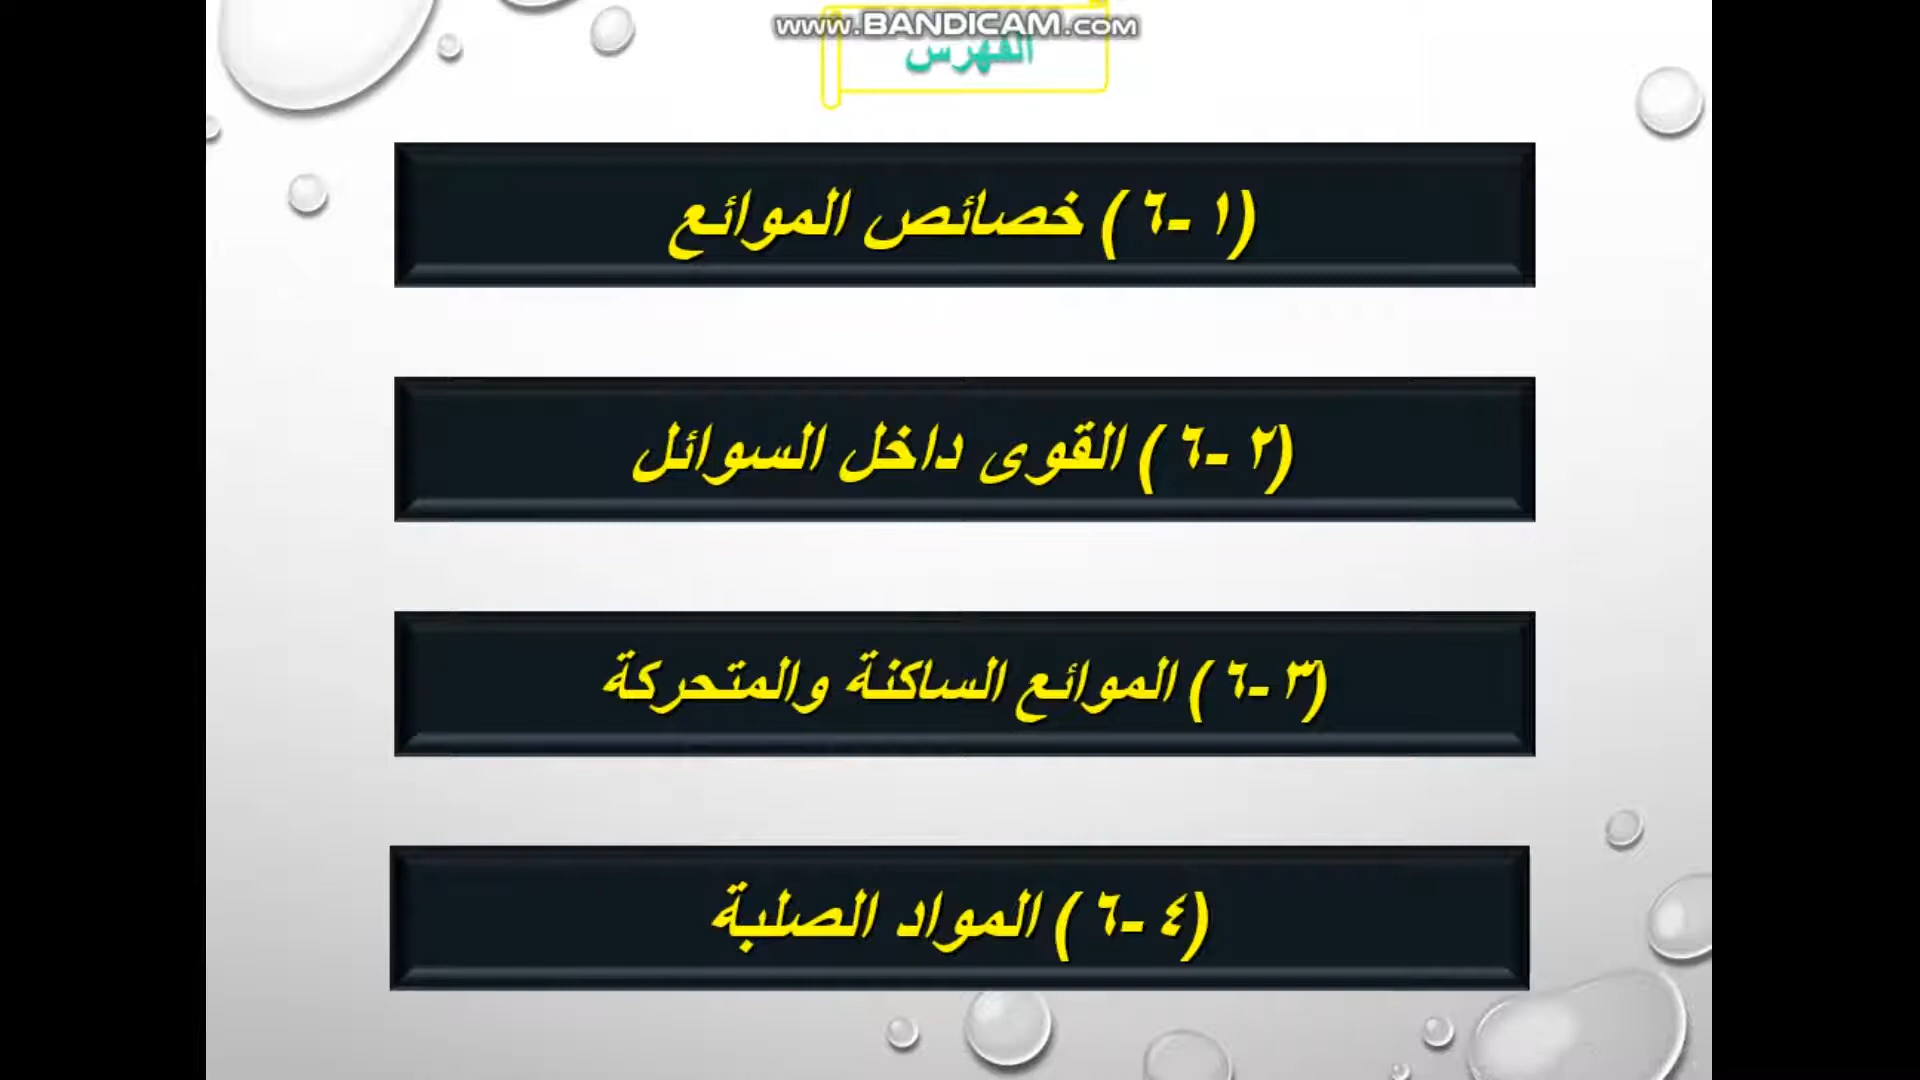 WWW.BANDICAM.COM
الفهرس
(١ -٦ ) خصائص الموائع
(٢ -٦ ) القوى داخل السوائل
(٣ -٦ ) الموائع الساكنة والمتحركة
(٤ -٦ ) المواد الصلبة